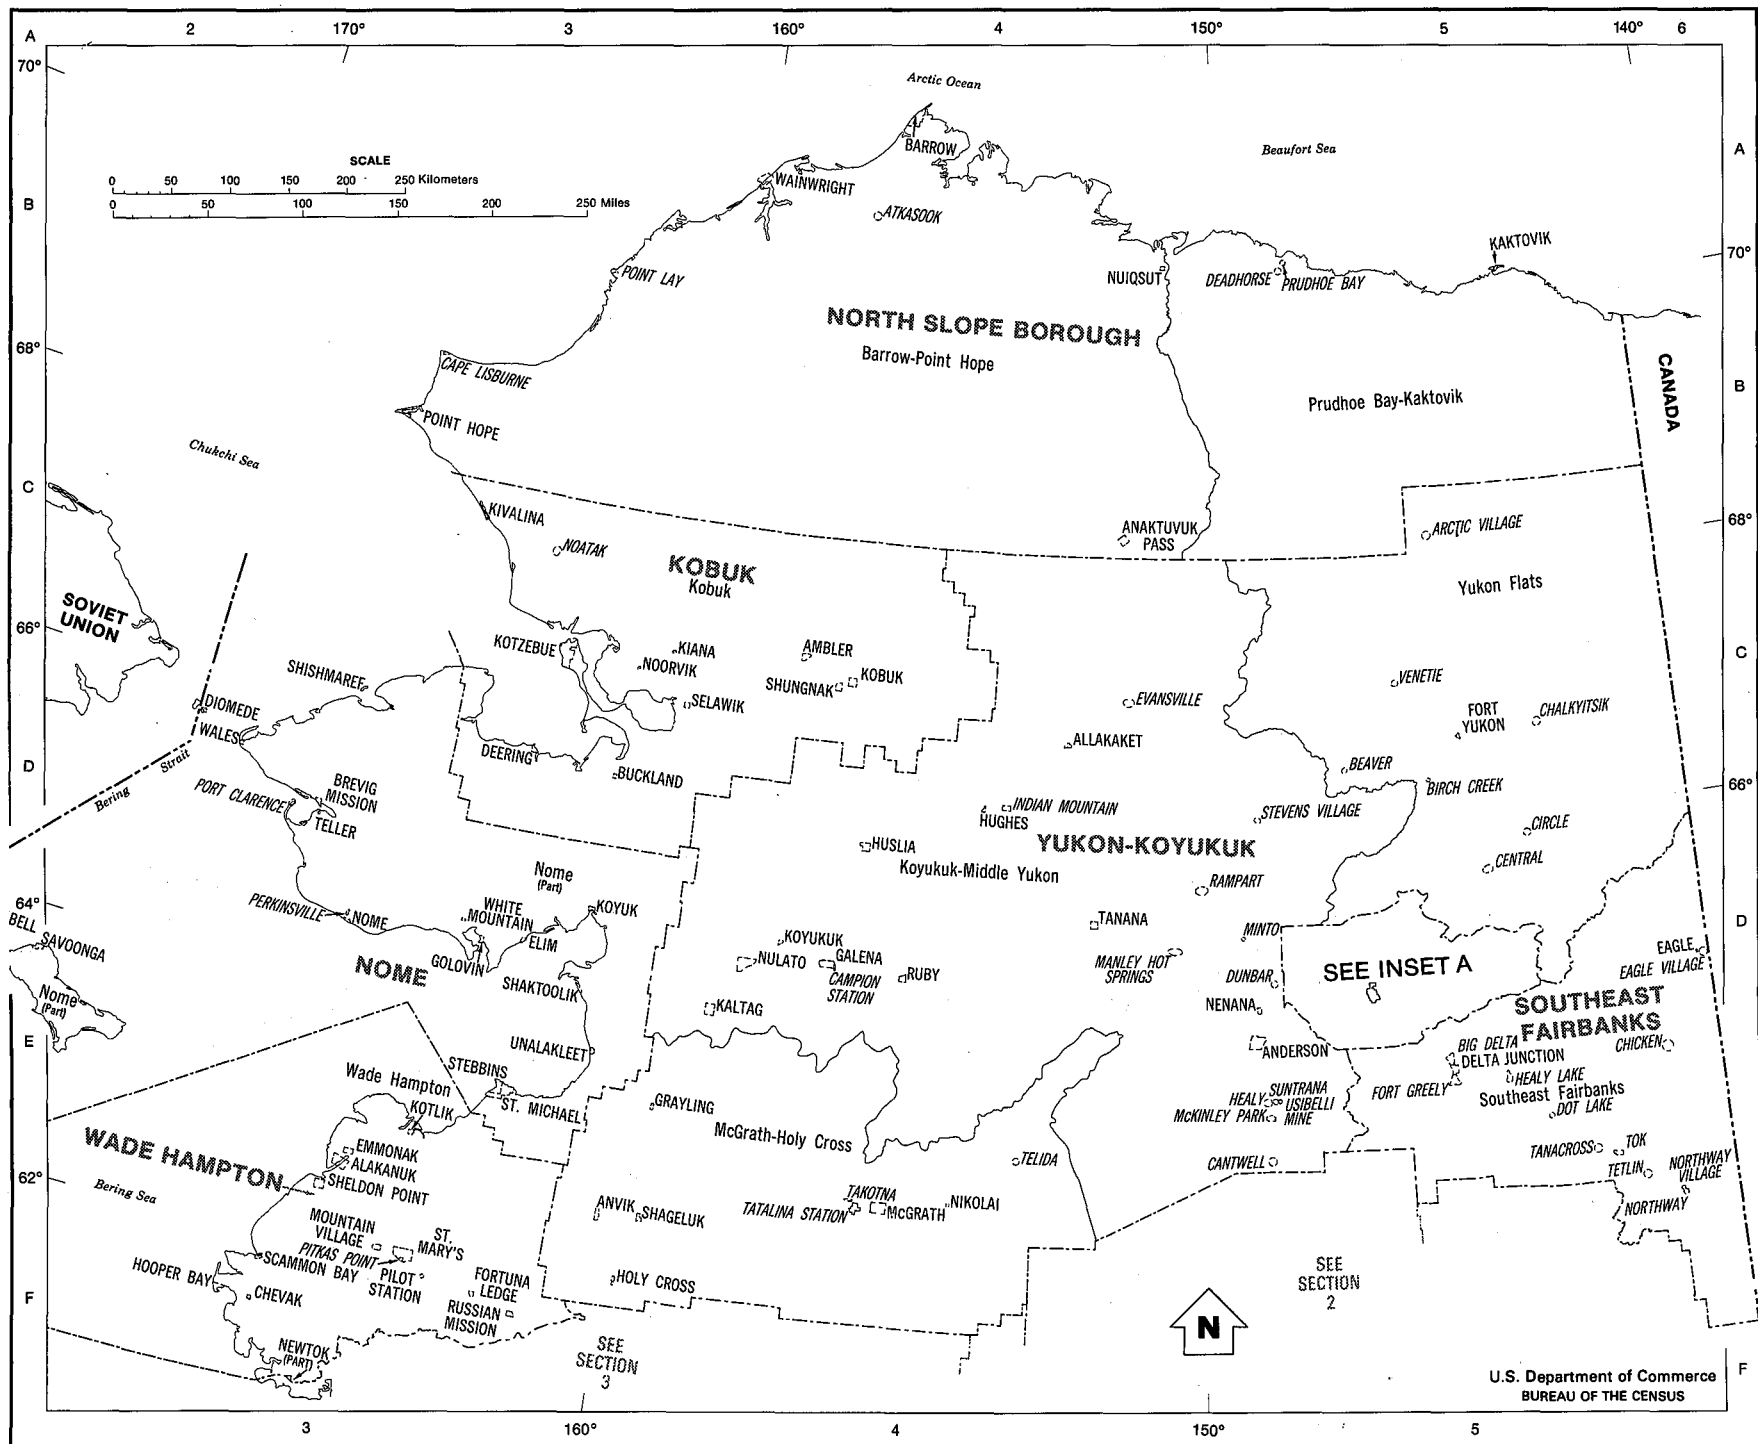 A
2
170°
3
160°
4
150°
5
140°
6
70°
Arctic Ocean
BARROW
Beaufort Sea
A
SCALE
0 50 100 150 200 250 Kilometers
0 50 100 150 200 250 Miles
B
WAINWRIGHT
ATKASOOK
KAKTOVIK
70°
POINT LAY
NUIQSUT
DEADHORSE
PRUDHOE BAY
NORTH SLOPE BOROUGH
Barrow-Point Hope
68°
CAPE LISBURNE
CANADA
B
Prudhoe Bay-Kaktovik
POINT HOPE
Chukchi Sea
C
KIVALINA
NOATAK
ANAKTUVUK
PASS
ARCTIC VILLAGE
68°
KOBUK
Kobuk
Yukon Flats
SOVIET
UNION
66°
KOTZEBUE
KIANA
NOORVIK
AMBLER
SHUNGNAK
KOBUK
C
SHISHMAREF
SELAWIK
EVANSVILLE
VENETIE
DIOMEDE
WALES
FORT
YUKON
CHALKYITSIK
ALLAKAKET
D
Bering
Strait
DEERING
BUCKLAND
BEAVER
PORT CLARENCE
BREVIG
MISSION
TELLER
BIRCH CREEK
66°
INDIAN MOUNTAIN
HUGHES
STEVENS VILLAGE
CIRCLE
HUSLIA
YUKON-KOYUKUK
Koyukuk-Middle Yukon
CENTRAL
Nome
(Part)
RAMPART
64°
PERKINSVILLE
NOME
WHITE
MOUNTAIN
KOYUK
TANANA
MINTO
D
BELL
SAVOONGA
ELIM
GOLOVIN
KOYUKUK
NULATO
GALENA
CAMPION
STATION
RUBY
MANLEY HOT
SPRINGS
DUNBAR
SEE INSET A
EAGLE
EAGLE VILLAGE
NOME
SHAKTOOLIK
Nome
(Part)
KALTAG
NENANA
SOUTHEAST
FAIRBANKS
E
UNALAKLEET
ANDERSON
BIG DELTA
DELTA JUNCTION
CHICKEN
E
STEBBINS
Wade Hampton
KOTLIK
ST. MICHAEL
GRAYLING
HEALY
SUNTRANA
USIBELLI
MINE
McKINLEY PARK
FORT GREELY
HEALY LAKE
Southeast Fairbanks
DOT LAKE
McGrath-Holy Cross
WADE HAMPTON
EMMONAK
ALAKANUK
SHELDON POINT
TELIDA
CANTWELL
TANACROSS
TOK
TETLIN
NORTHWAY
VILLAGE
NORTHWAY
62°
Bering Sea
ANVIK
SHAGELUK
TAKOTNA
TATALINA STATION
McGRATH
NIKOLAI
MOUNTAIN
VILLAGE
PITKAS POINT
ST.
MARY'S
SCAMMON BAY
PILOT
STATION
HOOPER BAY
CHEVAK
FORTUNA
LEDGE
RUSSIAN
MISSION
HOLY CROSS
SEE
SECTION
2
F
N
NEWTOK
(PART)
SEE
SECTION
3
U.S. Department of Commerce
BUREAU OF THE CENSUS
F
3
160°
4
150°
5